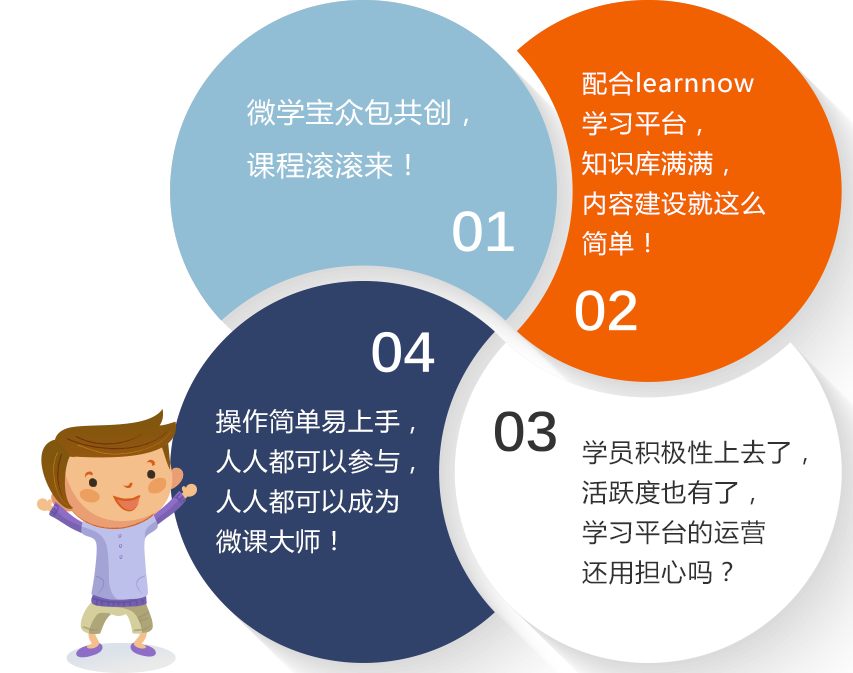 微学宝众包共创，
课程滚滚来！
01
配合learnnow
学习平台，
知识库满满，
内容建设就这么
简单！
02
03
学员积极性上去了，
活跃度也有了，
学习平台的运营
还用担心吗？
04
操作简单易上手，
人人都可以参与，
人人都可以成为
微课大师！